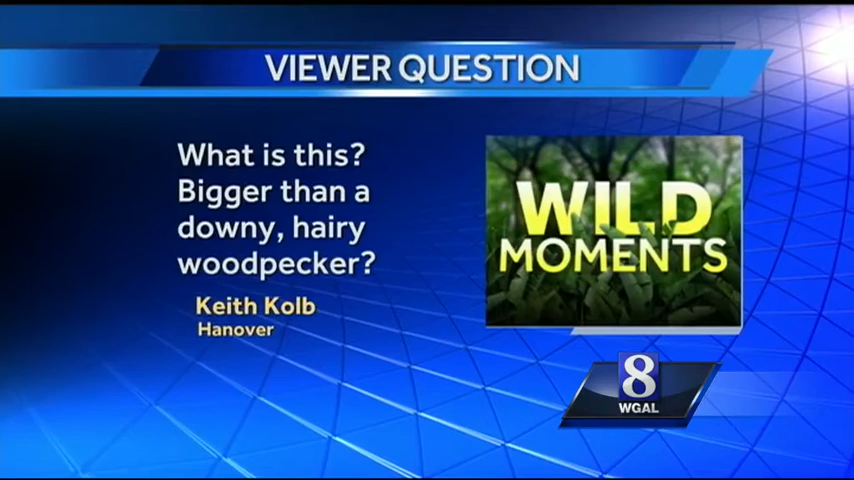 VIEWER QUESTION
What is this?
Bigger than a
downy, hairy
woodpecker?
Keith Kolb
Hanover
WILD
MOMENTS
8
WGAL